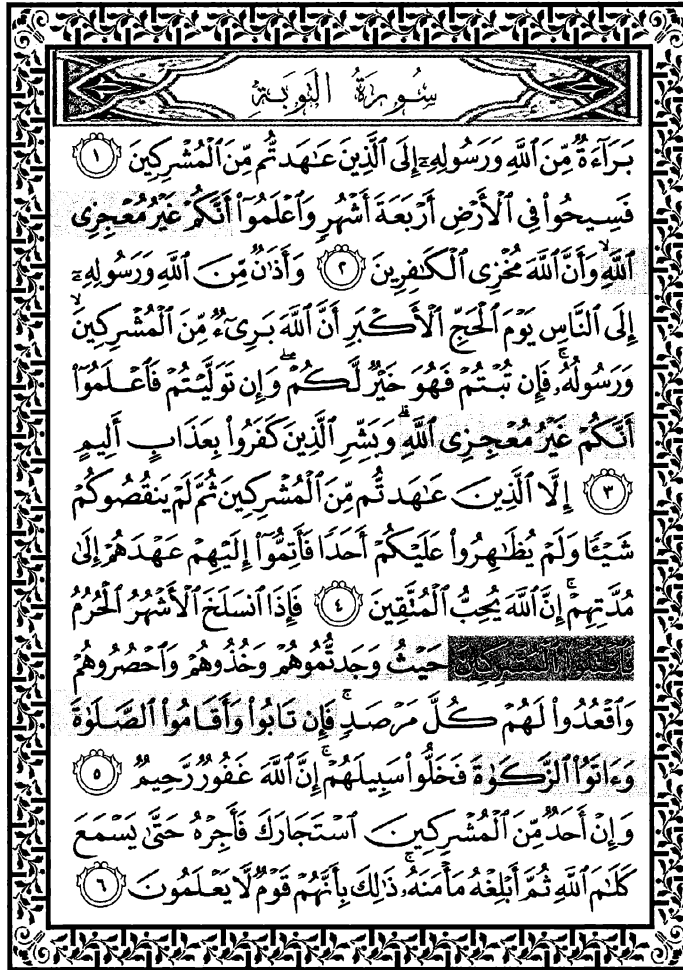 سُورَةُ التَّوبَةِ
بَرَآءَةٌ مِّنَ ٱللَّهِ وَرَسُولِهِۦٓ إِلَى ٱلَّذِينَ عَٰهَدتُّم مِّنَ ٱلْمُشْرِكِينَ ١
فَسِيحُوا۟ فِى ٱلْأَرْضِ أَرْبَعَةَ أَشْهُرٍ وَٱعْلَمُوٓا۟ أَنَّكُمْ غَيْرُ مُعْجِزِى
ٱللَّهِ ۙ وَأَنَّ ٱللَّهَ مُخْزِى ٱلْكَٰفِرِينَ ٢ وَأَذَٰنٌ مِّنَ ٱللَّهِ وَرَسُولِهِۦٓ
إِلَى ٱلنَّاسِ يَوْمَ ٱلْحَجِّ ٱلْأَكْبَرِ أَنَّ ٱللَّهَ بَرِىٓءٌ مِّنَ ٱلْمُشْرِكِينَ ۙ
وَرَسُولُهُۥ ۚ فَإِن تُبْتُمْ فَهُوَ خَيْرٌ لَّكُمْ ۖ وَإِن تَوَلَّيْتُمْ فَٱعْلَمُوٓا۟
أَنَّكُمْ غَيْرُ مُعْجِزِى ٱللَّهِ ۗ وَبَشِّرِ ٱلَّذِينَ كَفَرُوا۟ بِعَذَابٍ أَلِيمٍ
٣ إِلَّا ٱلَّذِينَ عَٰهَدتُّم مِّنَ ٱلْمُشْرِكِينَ ثُمَّ لَمْ يَنقُصُوكُمْ
شَيْـًٔا وَلَمْ يُظَٰهِرُوا۟ عَلَيْكُمْ أَحَدًا فَأَتِمُّوٓا۟ إِلَيْهِمْ عَهْدَهُمْ إِلَىٰ
مُدَّتِهِمْ ۚ إِنَّ ٱللَّهَ يُحِبُّ ٱلْمُتَّقِينَ ٤ فَإِذَا ٱنسَلَخَ ٱلْأَشْهُرُ ٱلْحُرُمُ
فَٱقْتُلُوا۟ ٱلْمُشْرِكِينَ حَيْثُ وَجَدتُّمُوهُمْ وَخُذُوهُمْ وَٱحْصُرُوهُمْ
وَٱقْعُدُوا۟ لَهُمْ كُلَّ مَرْصَدٍ ۚ فَإِن تَابُوا۟ وَأَقَامُوا۟ ٱلصَّلَوٰةَ
وَءَاتَوُا۟ ٱلزَّكَوٰةَ فَخَلُّوا۟ سَبِيلَهُمْ ۚ إِنَّ ٱللَّهَ غَفُورٌ رَّحِيمٌ ٥
وَإِنْ أَحَدٌ مِّنَ ٱلْمُشْرِكِينَ ٱسْتَجَارَكَ فَأَجِرْهُ حَتَّىٰ يَسْمَعَ
كَلَٰمَ ٱللَّهِ ثُمَّ أَبْلِغْهُ مَأْمَنَهُۥ ۚ ذَٰلِكَ بِأَنَّهُمْ قَوْمٌ لَّا يَعْلَمُونَ ٦